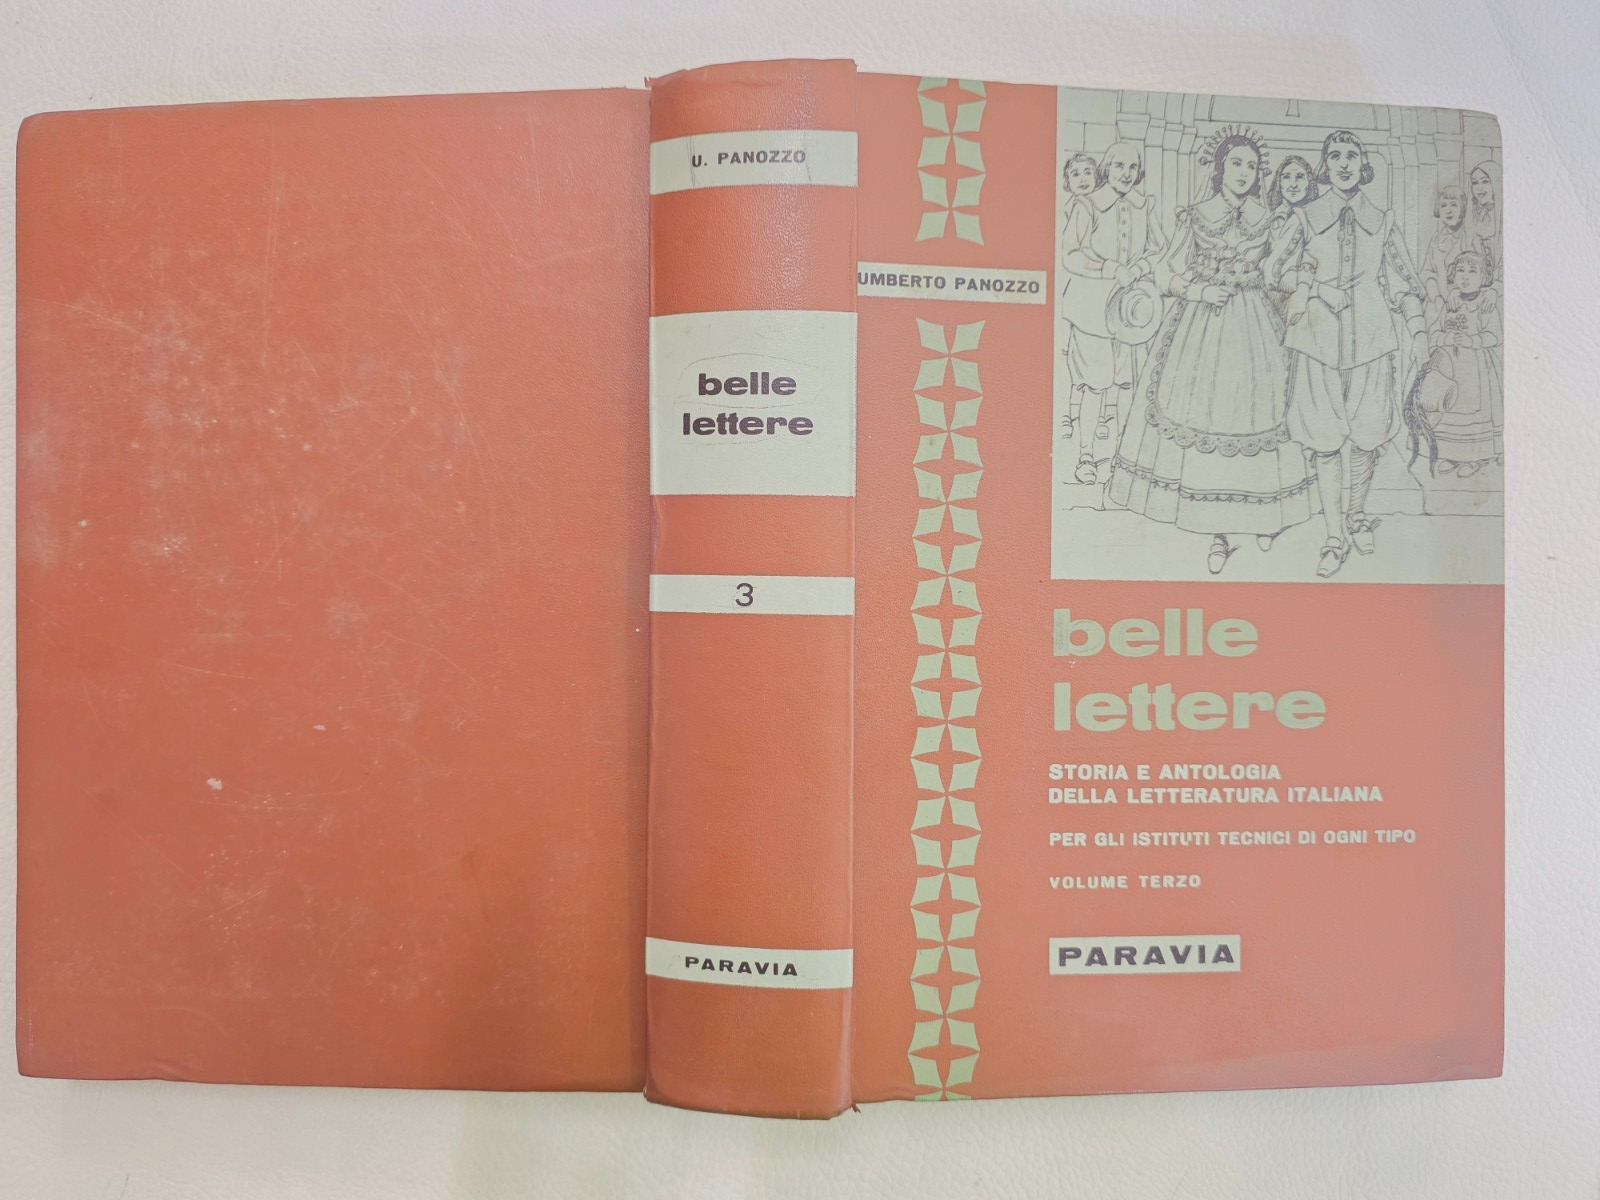 U. PANOZZO
belle
lettere
3
PARAVIA
UMBERTO PANOZZO
belle
lettere
STORIA E ANTOLOGIA
DELLA LETTERATURA ITALIANA
PER GLI ISTITUTI TECNICI DI OGNI TIPO
VOLUME TERZO
PARAVIA